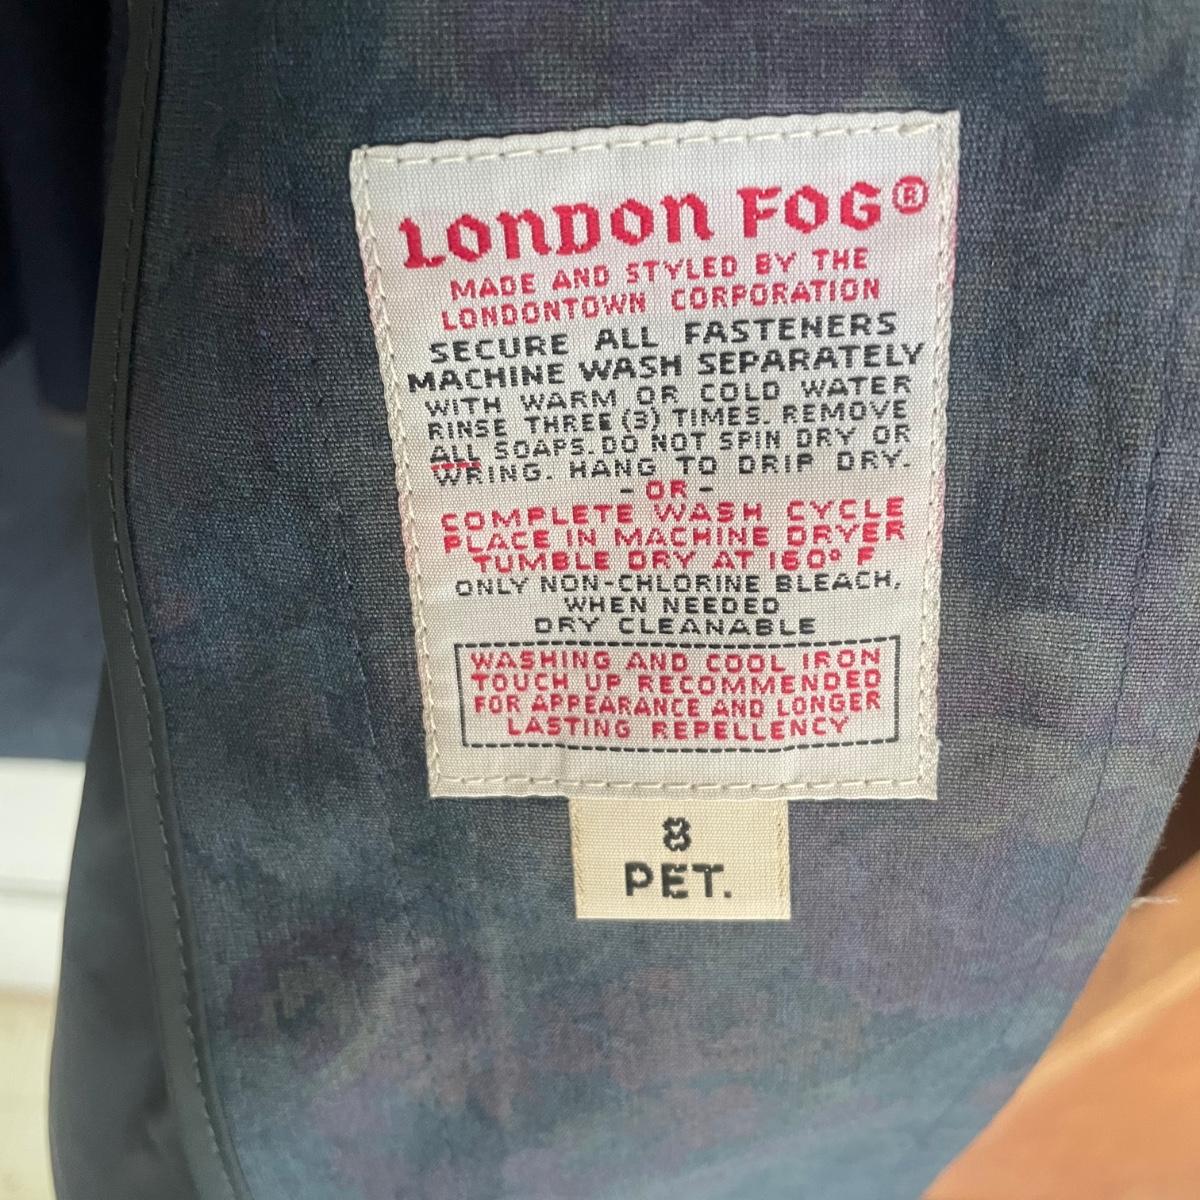 LONDON FOG®
MADE AND STYLED BY THE
LONDONTOWN CORPORATION
SECURE ALL FASTENERS
MACHINE WASH SEPARATELY
WITH WARM OR COLD WATER
RINSE THREE (3) TIMES. REMOVE
ALL SOAPS. DO NOT SPIN DRY OR
WRING. HANG TO DRIP DRY.
- OR -
COMPLETE WASH CYCLE
PLACE IN MACHINE DRYER
TUMBLE DRY AT 160° F
ONLY NON-CHLORINE BLEACH,
WHEN NEEDED
DRY CLEANABLE
WASHING AND COOL IRON
TOUCH UP RECOMMENDED
FOR APPEARANCE AND LONGER
LASTING REPELLENCY
8
PET.